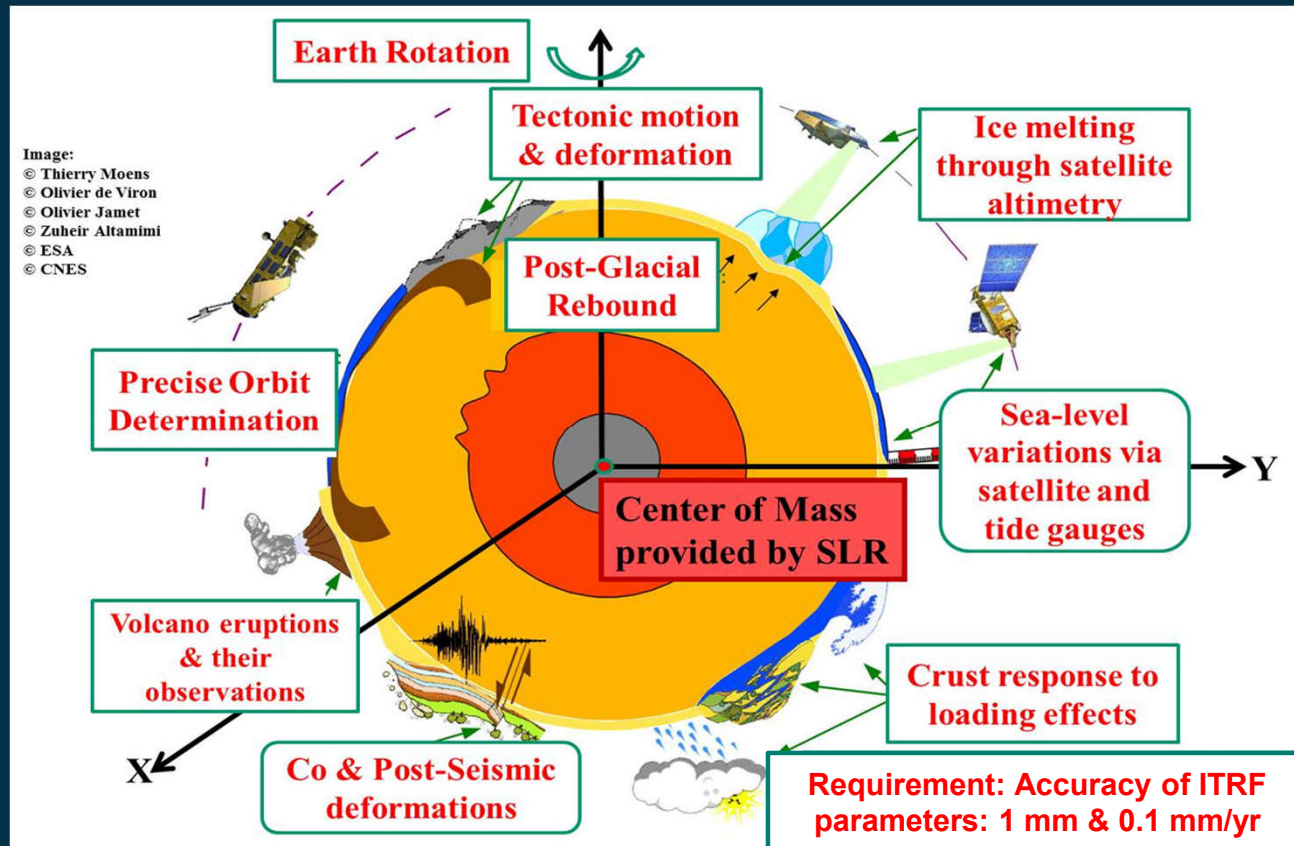 Earth Rotation
Tectonic motion
& deformation
Ice melting
through satellite
altimetry
Image:
© Thierry Moens
© Olivier de Viron
© Olivier Jamet
© Zuheir Altamimi
© ESA
© CNES
Post-Glacial
Rebound
Precise Orbit
Determination
Sea-level
variations via
satellite and
tide gauges
Y
Center of Mass
provided by SLR
Volcano eruptions
& their
observations
Crust response to
loading effects
X
Co & Post-Seismic
deformations
Requirement: Accuracy of ITRF
parameters: 1 mm & 0.1 mm/yr